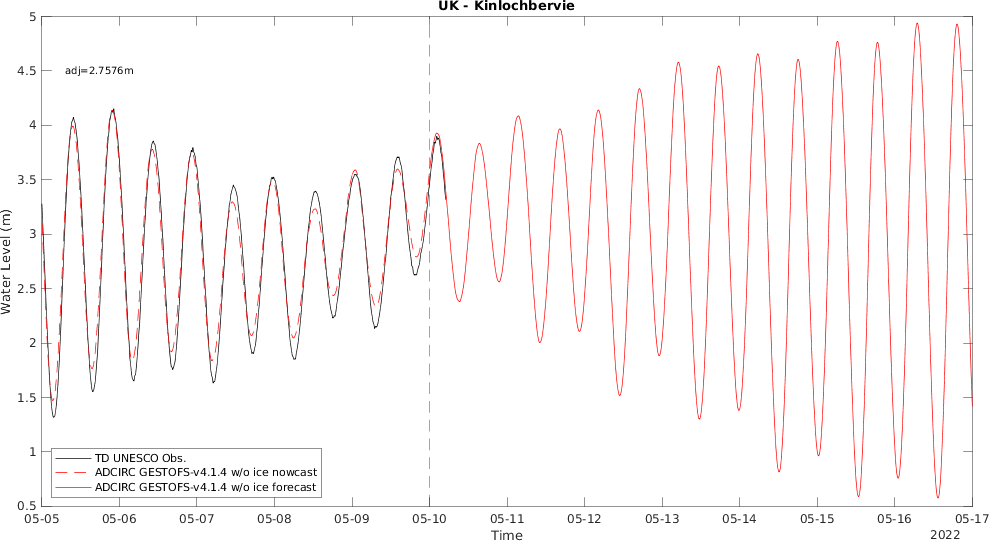 UK - Kinlochbervie
5
4.5
adj=2.7576m
4
3.5
3
2.5
2
1.5
1
0.5
Water Level (m)
TD UNESCO Obs.
ADCIRC GESTOFS-v4.1.4 w/o ice nowcast
ADCIRC GESTOFS-v4.1.4 w/o ice forecast
05-05 05-06 05-07 05-08 05-09 05-10 05-11 05-12 05-13 05-14 05-15 05-16 05-17
Time
2022